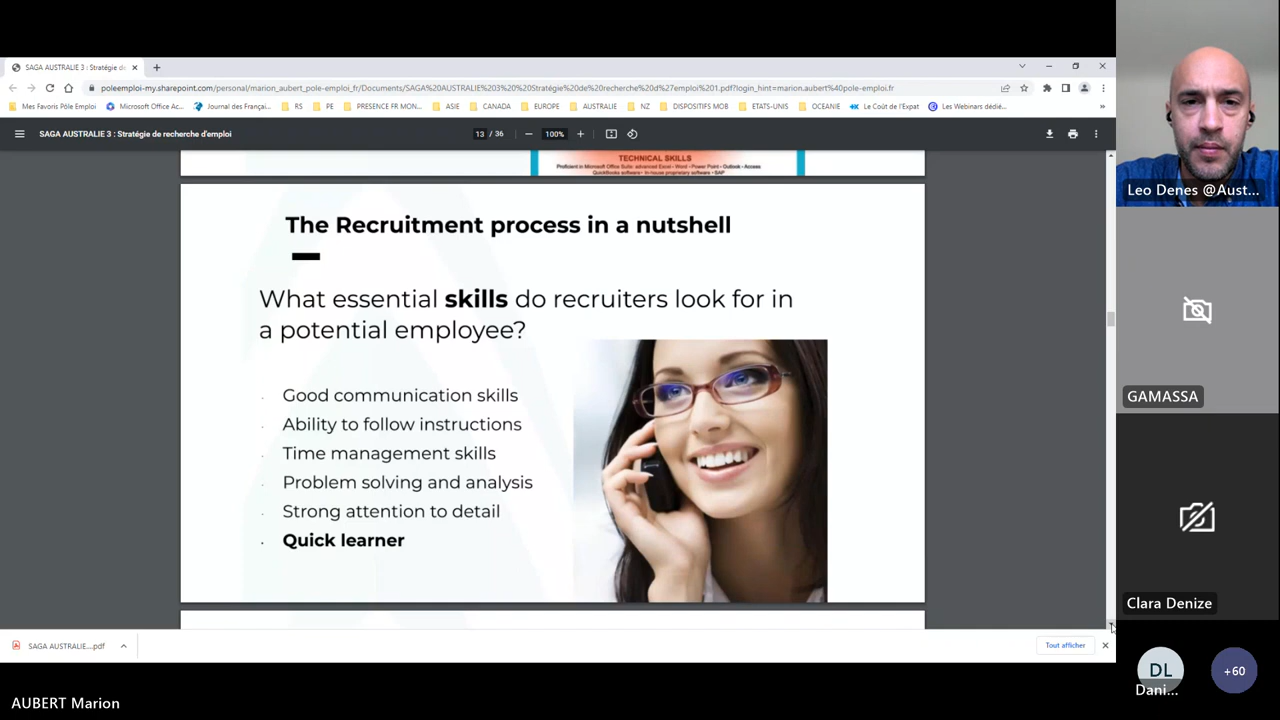 SAGA AUSTRALIE 3 : Stratégie de
poleemploi-my.sharepoint.com/personal/marion_aubert_pole-emploi_fr/Documents/SAGA%20AUSTRALIE%203%20%20Stratégie%20de%20recherche%20d%27emploi%201.pdf?login_hint=marion.aubert%40pole-emploi.fr
Mes Favoris Pôle Emploi
Microsoft Office Ac...
Journal des Françai...
RS
PE
PRESENCE FR MON...
ASIE
CANADA
EUROPE
AUSTRALIE
NZ
DISPOSITIFS MOB
ETATS-UNIS
OCEANIE
Le Coût de l'Expat
Les Webinars dédié...
SAGA AUSTRALIE 3 : Stratégie de recherche d'emploi
13 / 36
100%
TECHNICAL SKILLS
Proficient in Microsoft Office Suite: advanced Excel • Word • Power Point • Outlook • Access
QuickBooks software • In-house proprietary software • SAP
The Recruitment process in a nutshell
What essential skills do recruiters look for in
a potential employee?
Good communication skills
Ability to follow instructions
Time management skills
Problem solving and analysis
Strong attention to detail
Quick learner
SAGA AUSTRALIE....pdf
Tout afficher
AUBERT Marion
Leo Denes @Aust...
GAMASSA
Clara Denize
DL
Dani...
+60